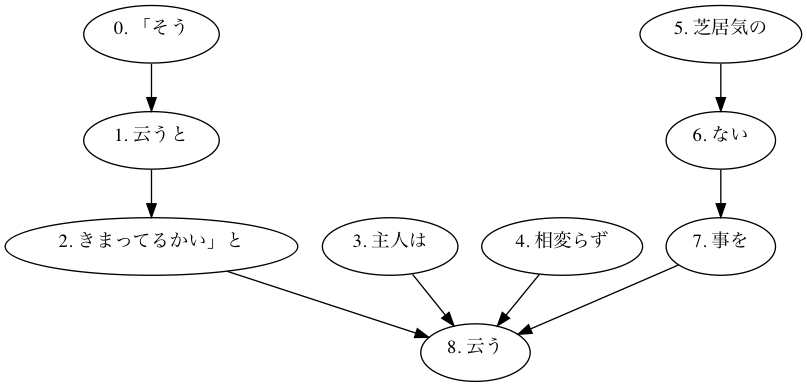 0. 「そう
5. 芝居気の
1. 云うと
6. ない
2. きまってるかい」と
3. 主人は
4. 相変らず
7. 事を
8. 云う